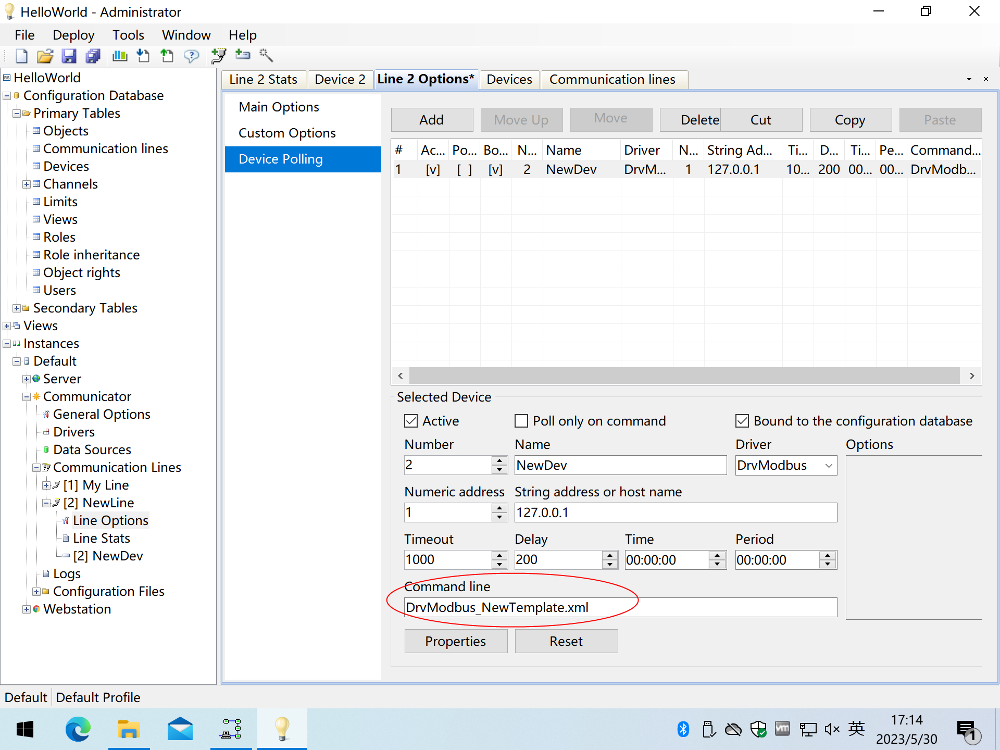 HelloWorld - Administrator
File Deploy Tools Window Help
RS HelloWorld
Configuration Database
Primary Tables
Objects
Communication lines
Devices
Channels
Limits
Views
Roles
Role inheritance
Object rights
Users
Secondary Tables
Views
Instances
Default
Server
Communicator
General Options
Drivers
Data Sources
Communication Lines
[1] My Line
[2] NewLine
Line Options
Line Stats
[2] NewDev
Logs
Configuration Files
Webstation
Line 2 Stats Device 2 Line 2 Options* Devices Communication lines
Main Options
Custom Options
Device Polling
Add Move Up Move Delete Cut Copy Paste
# Ac... Po... Bo... N... Name Driver N... String Ad... Ti... D... Ti... Pe... Command...
1 [v] [ ] [v] 2 NewDev DrvM... 1 127.0.0.1 10... 200 00... 00... DrvModb...
Selected Device
Active Poll only on command Bound to the configuration database
Number Name Driver Options
2 NewDev DrvModbus
Numeric address String address or host name
1 127.0.0.1
Timeout Delay Time Period
1000 200 00:00:00 00:00:00
Command line
DrvModbus_NewTemplate.xml
Properties Reset
Default Default Profile
vm 英 17:14
2023/5/30
1